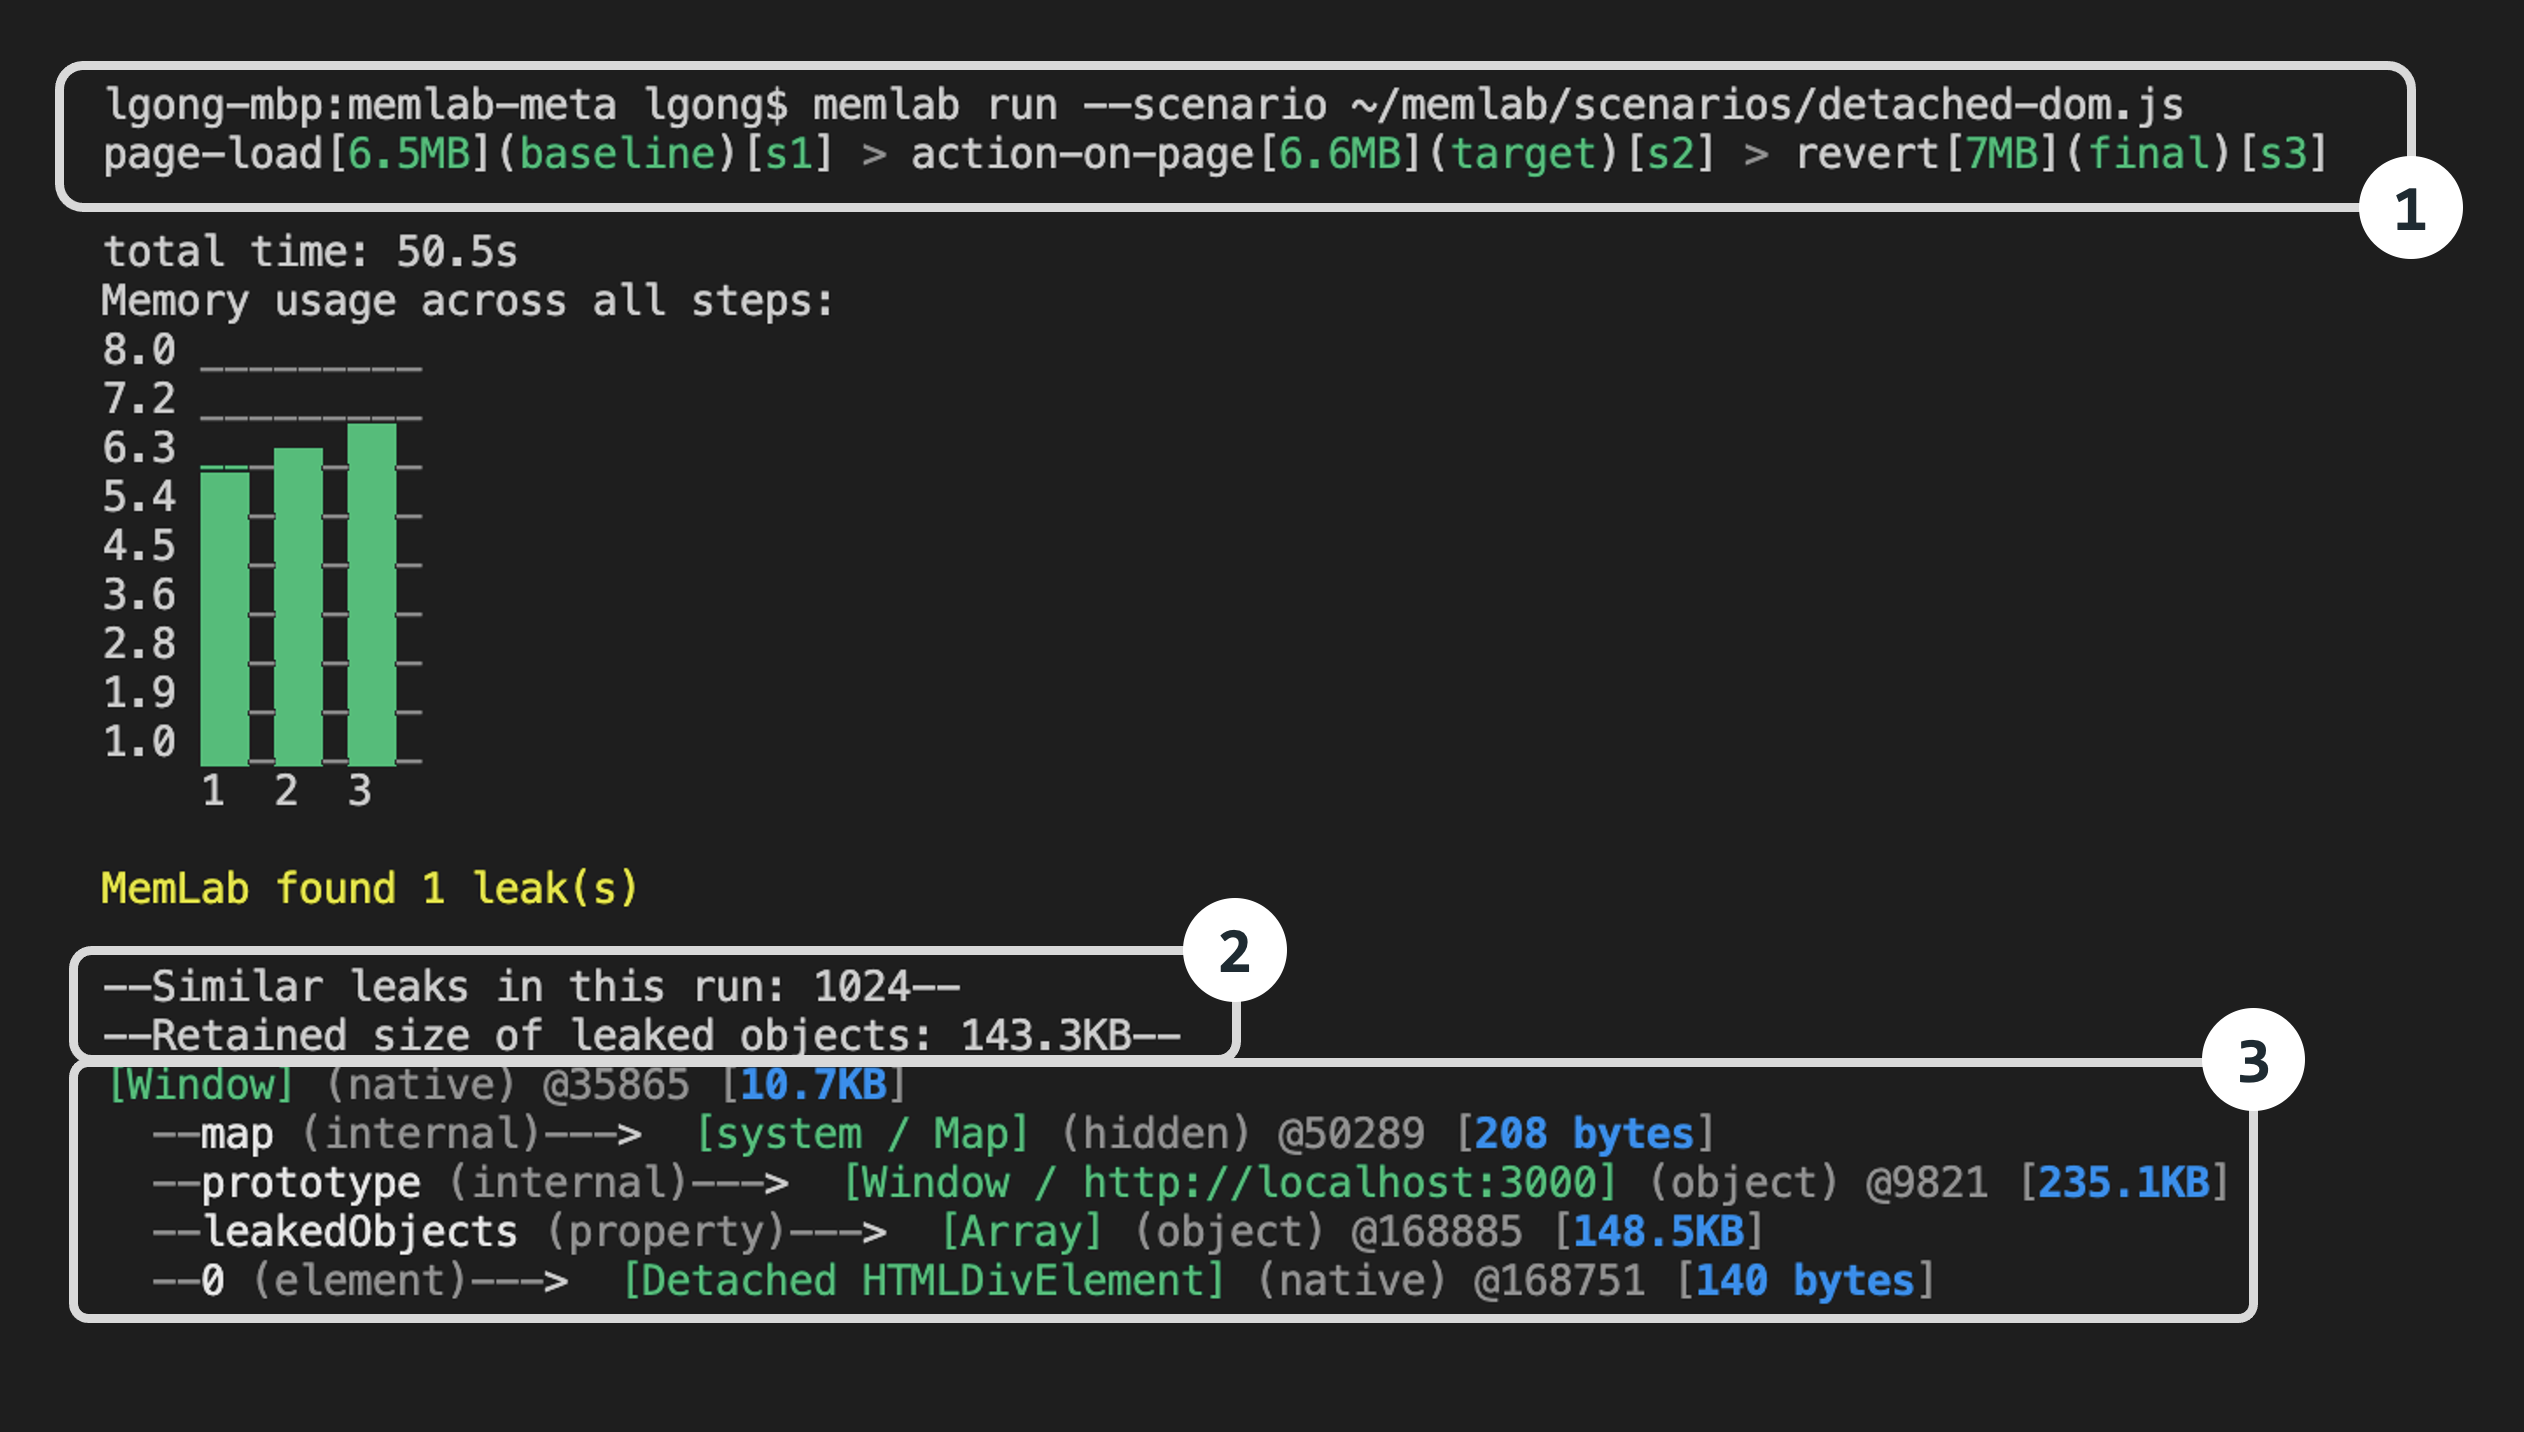 lgong-mbp:memlab-meta lgong$ memlab run --scenario ~/memlab/scenarios/detached-dom.js
page-load[6.5MB](baseline)[s1] > action-on-page[6.6MB](target)[s2] > revert[7MB](final)[s3]
1
total time: 50.5s
Memory usage across all steps:
8.0
7.2
6.3
5.4
4.5
3.6
2.8
1.9
1.0
1 2 3
MemLab found 1 leak(s)
2
--Similar leaks in this run: 1024--
--Retained size of leaked objects: 143.3KB--
3
[Window] (native) @35865 [10.7KB]
--map (internal)---> [system / Map] (hidden) @50289 [208 bytes]
--prototype (internal)---> [Window / http://localhost:3000] (object) @9821 [235.1KB]
--leakedObjects (property)---> [Array] (object) @168885 [148.5KB]
--0 (element)---> [Detached HTMLDivElement] (native) @168751 [140 bytes]